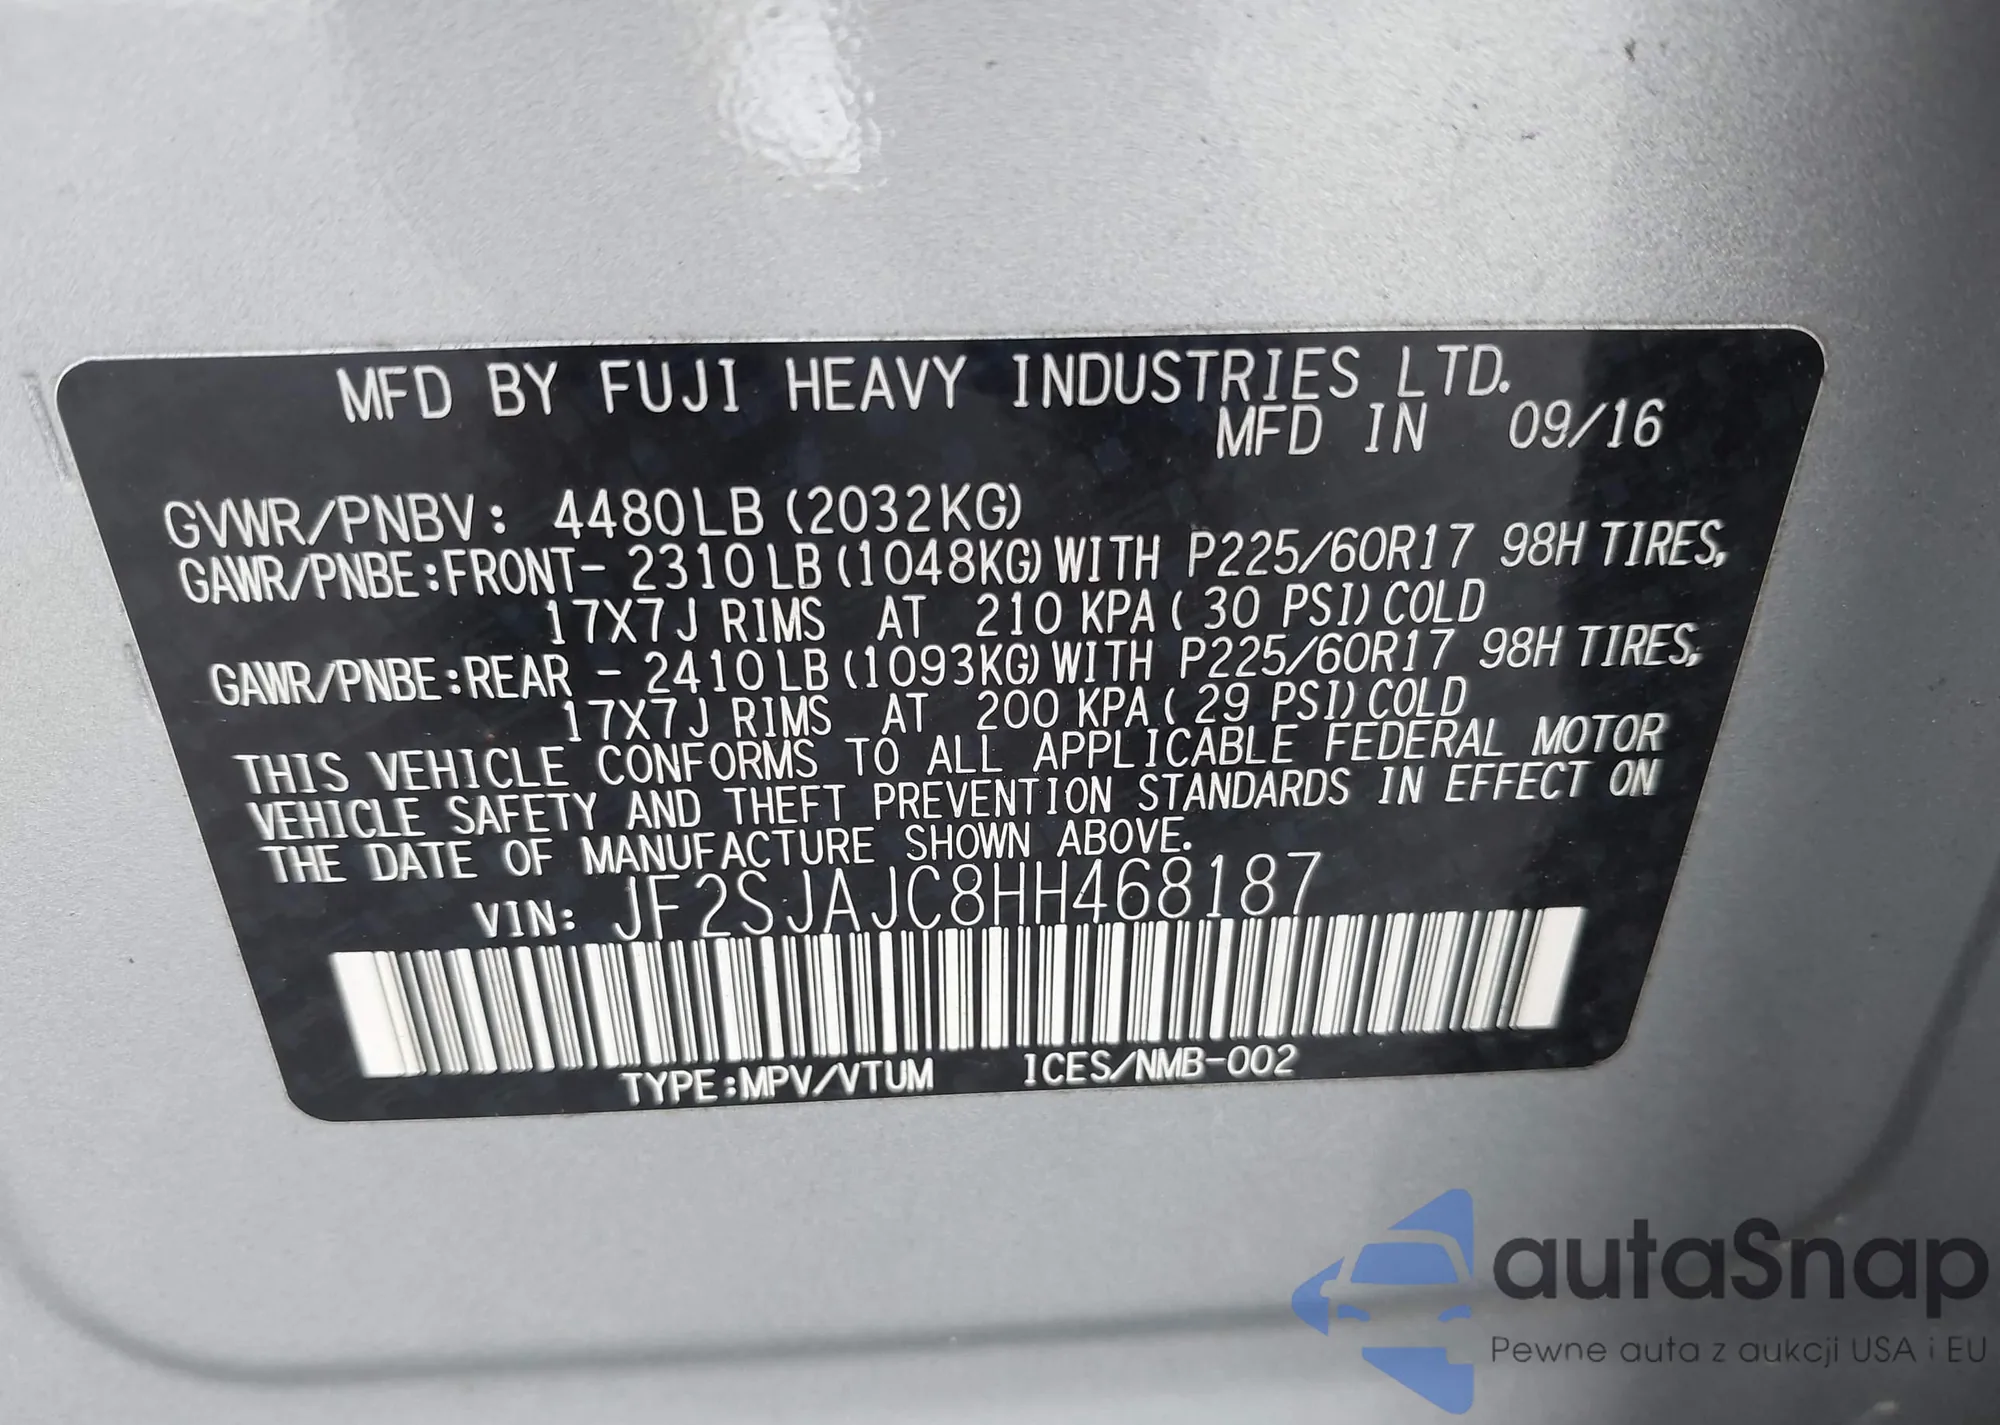 MFD BY FUJI HEAVY INDUSTRIES LTD.
MFD IN 09/16
GVWR/PNBV: 4480LB (2032KG)
GAWR/PNBE:FRONT- 2310LB (1048KG) WITH P225/60R17 98H TIRES,
17X7J RIMS AT 210 KPA ( 30 PSI) COLD
GAWR/PNBE:REAR - 2410LB (1093KG) WITH P225/60R17 98H TIRES,
17X7J RIMS AT 200 KPA ( 29 PSI) COLD
THIS VEHICLE CONFORMS TO ALL APPLICABLE FEDERAL MOTOR
VEHICLE SAFETY AND THEFT PREVENTION STANDARDS IN EFFECT ON
THE DATE OF MANUFACTURE SHOWN ABOVE.
VIN: JF2SJAJC8HH468187
TYPE:MPV/VTUM ICES/NMB-002
autaSnap
Pewne auta z aukcji USA i EU